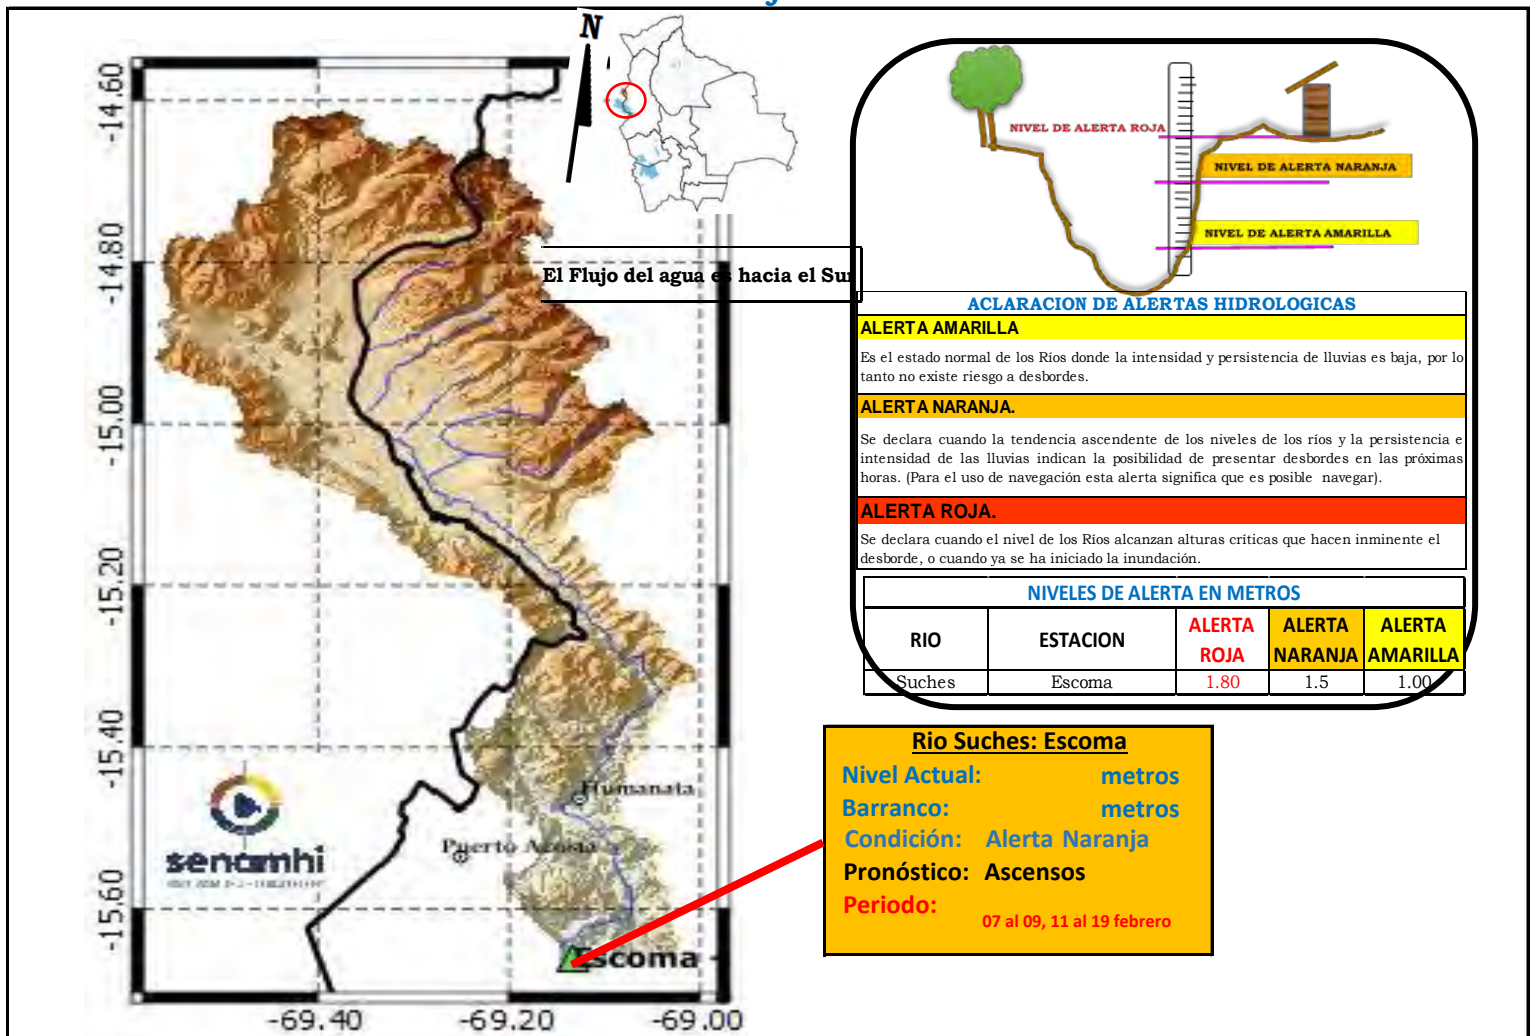 N
-14.60
-14.80
-15.00
-15.20
-15.40
-15.60
-69.40
-69.20
-69.00
El Flujo del agua es hacia el Sur
Humanata
Puerto Acosta
Escoma
senamhi
NIVEL DE ALERTA ROJA
NIVEL DE ALERTA NARANJA
NIVEL DE ALERTA AMARILLA
ACLARACION DE ALERTAS HIDROLOGICAS
ALERTA AMARILLA
Es el estado normal de los Ríos donde la intensidad y persistencia de lluvias es baja, por lo
tanto no existe riesgo a desbordes.
ALERTA NARANJA.
Se declara cuando la tendencia ascendente de los niveles de los ríos y la persistencia e
intensidad de las lluvias indican la posibilidad de presentar desbordes en las próximas
horas. (Para el uso de navegación esta alerta significa que es posible navegar).
ALERTA ROJA.
Se declara cuando el nivel de los Ríos alcanzan alturas críticas que hacen inminente el
desborde, o cuando ya se ha iniciado la inundación.
NIVELES DE ALERTA EN METROS
RIO ESTACION ALERTA ROJA ALERTA NARANJA ALERTA AMARILLA
Suches Escoma 1.80 1.5 1.00
Rio Suches: Escoma
Nivel Actual: metros
Barranco: metros
Condición: Alerta Naranja
Pronóstico: Ascensos
Periodo:
07 al 09, 11 al 19 febrero